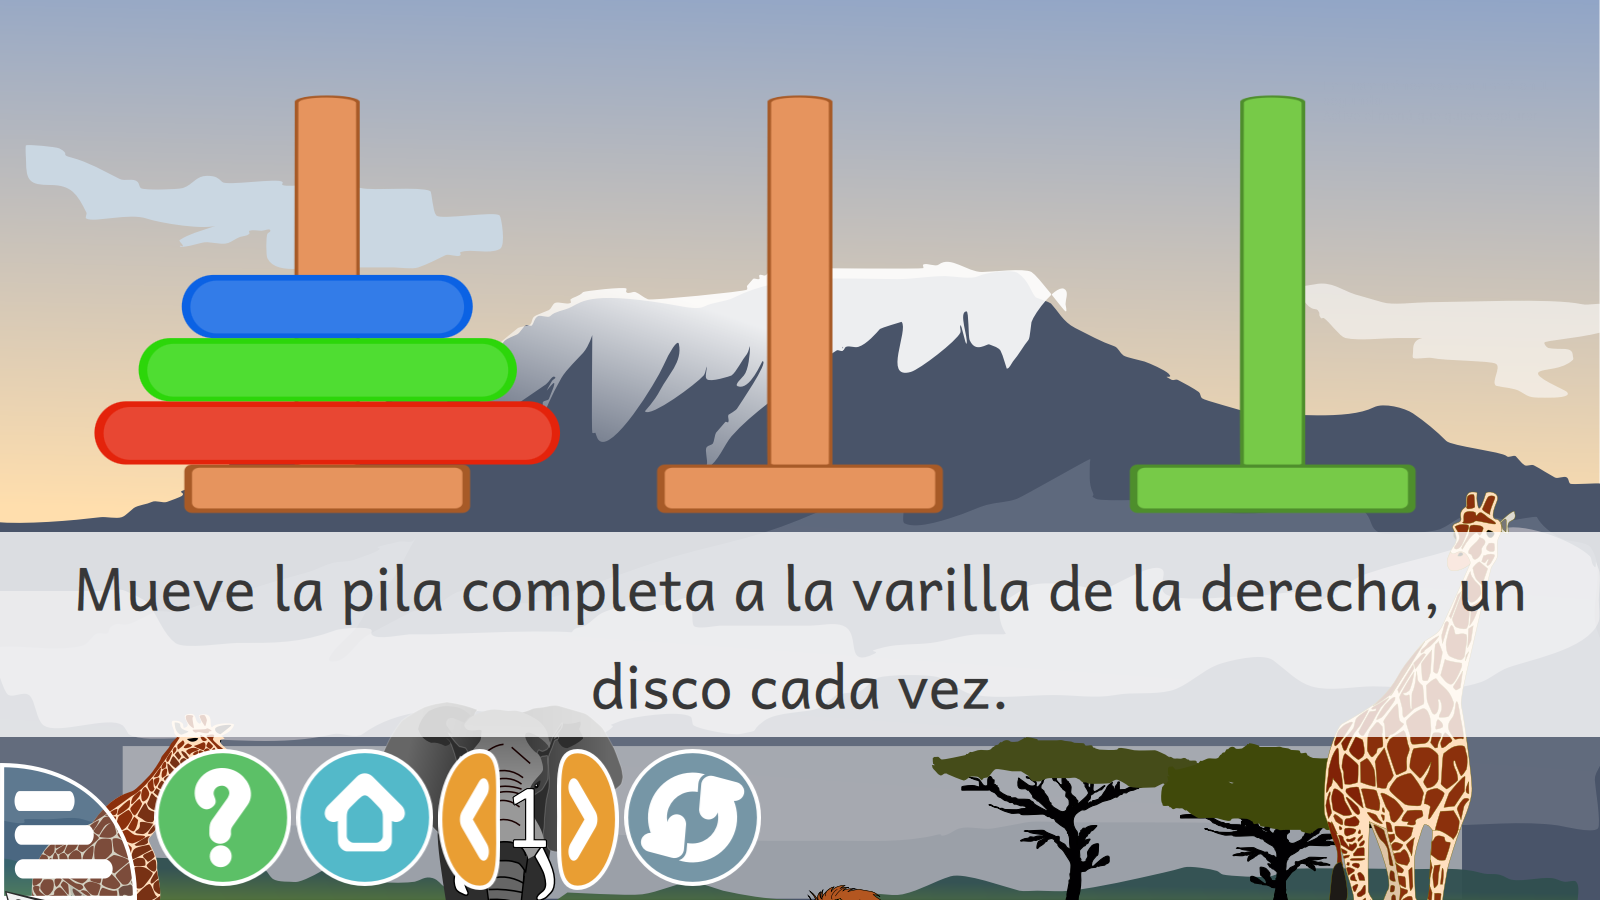 Mueve la pila completa a la varilla de la derecha, un
disco cada vez.
?
1